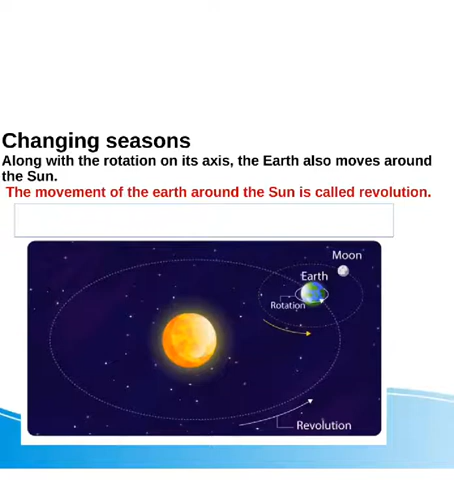 Changing seasons
Along with the rotation on its axis, the Earth also moves around
the Sun.
The movement of the earth around the Sun is called revolution.
Moon
Earth
Rotation
Revolution